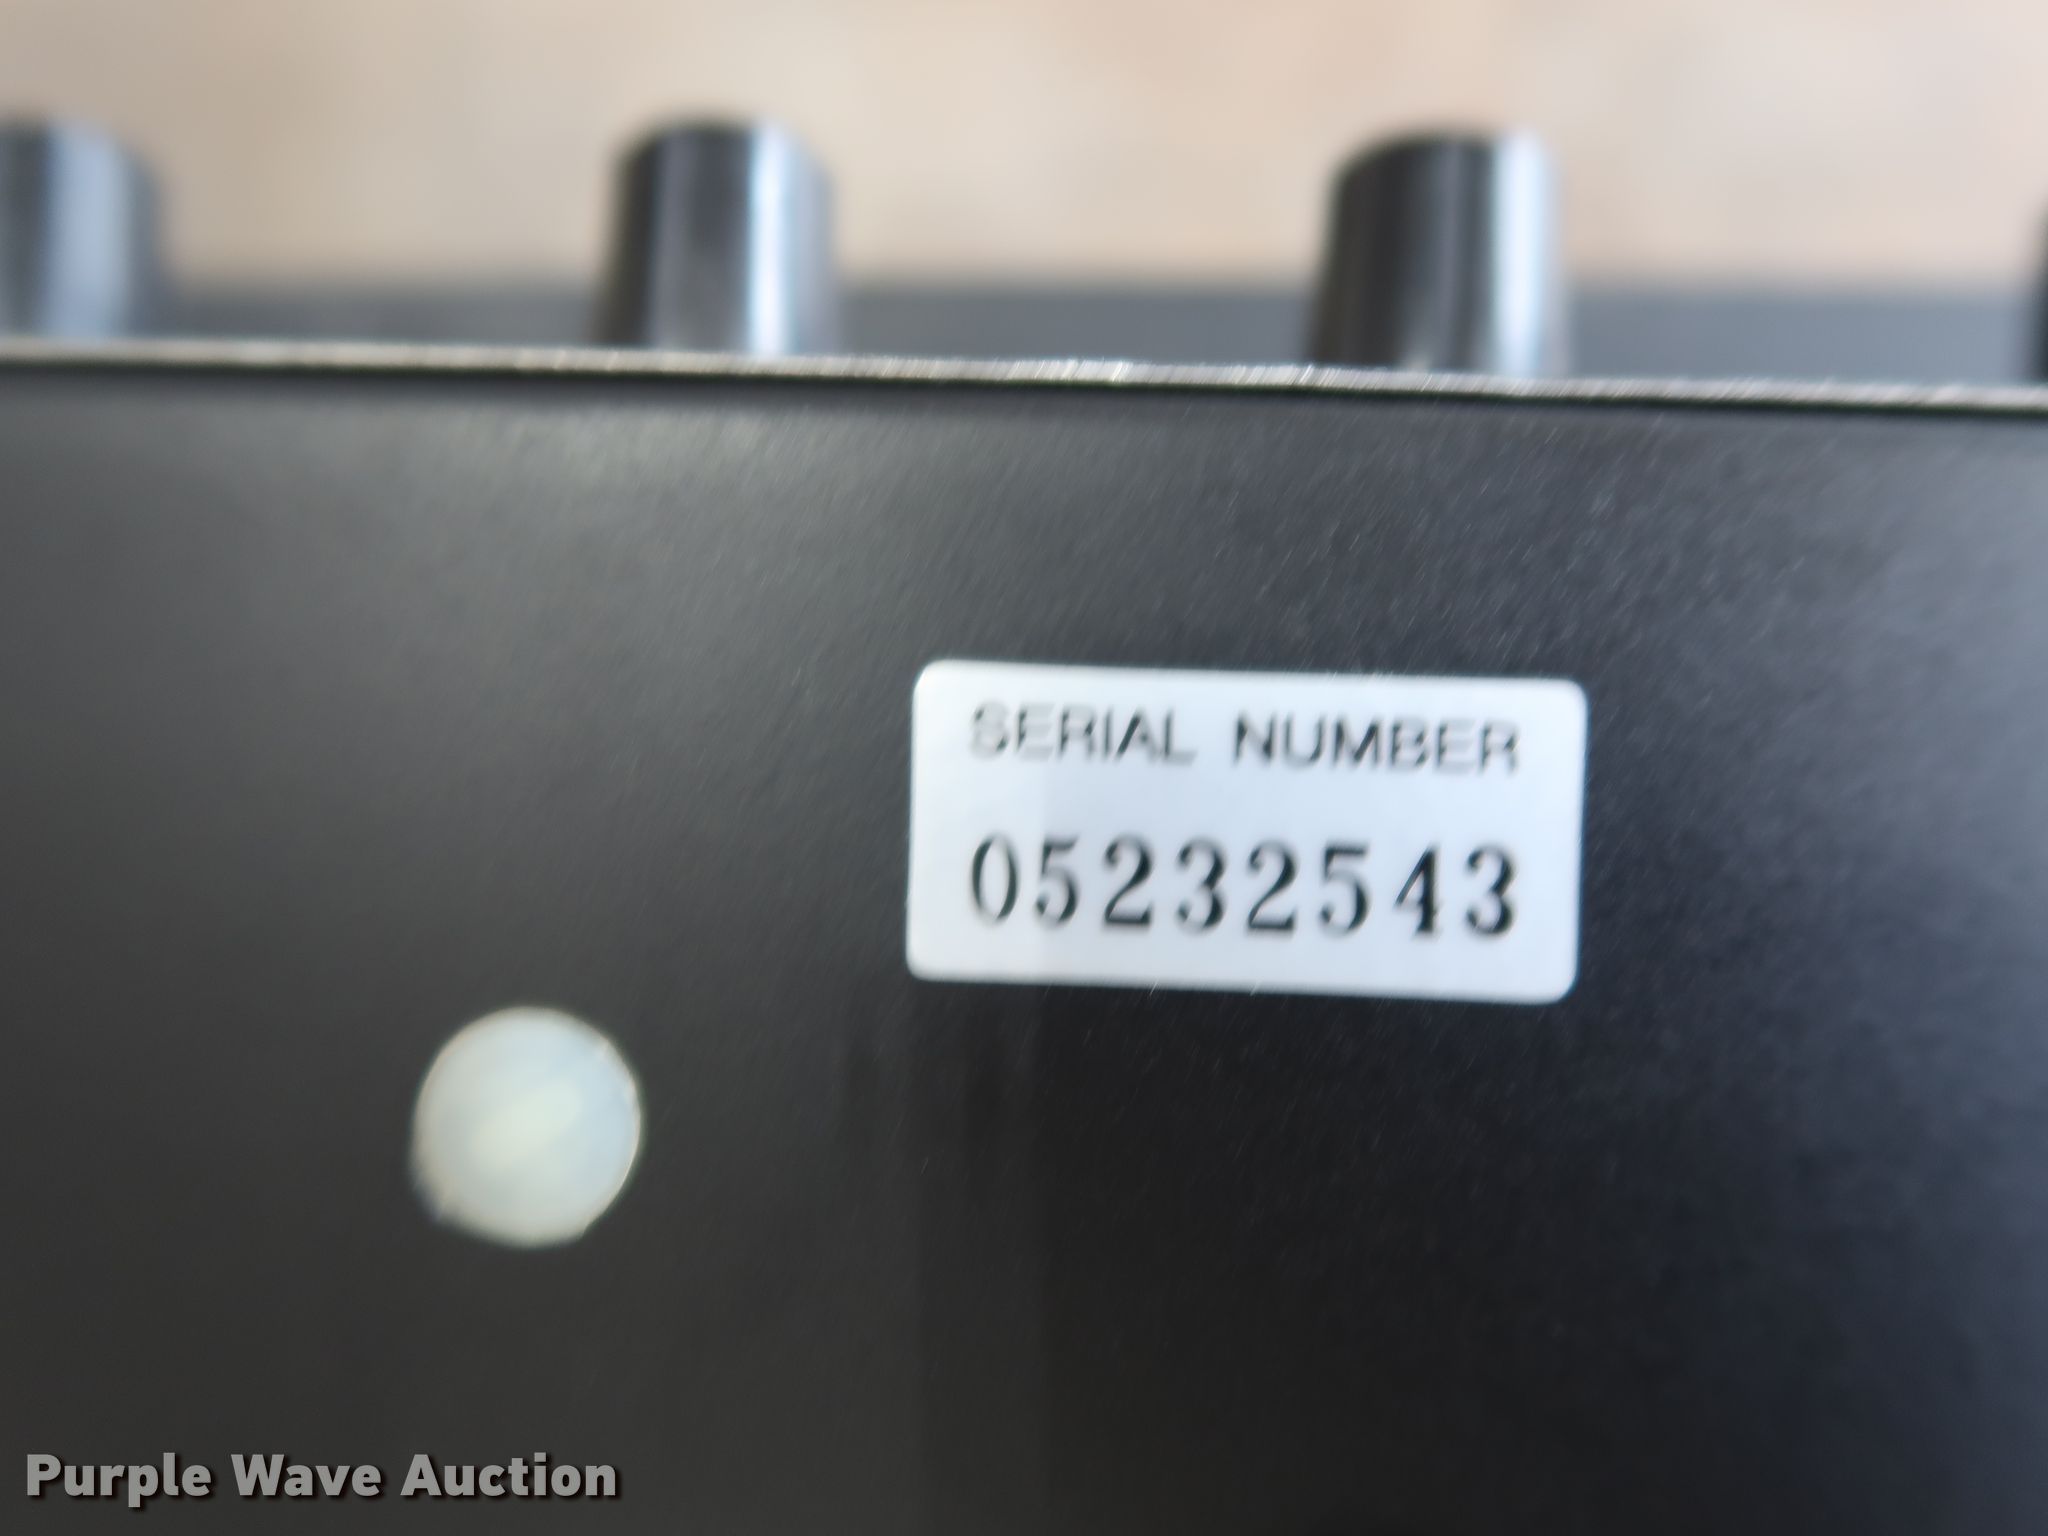 SERIAL NUMBER
05232543
Purple Wave Auction